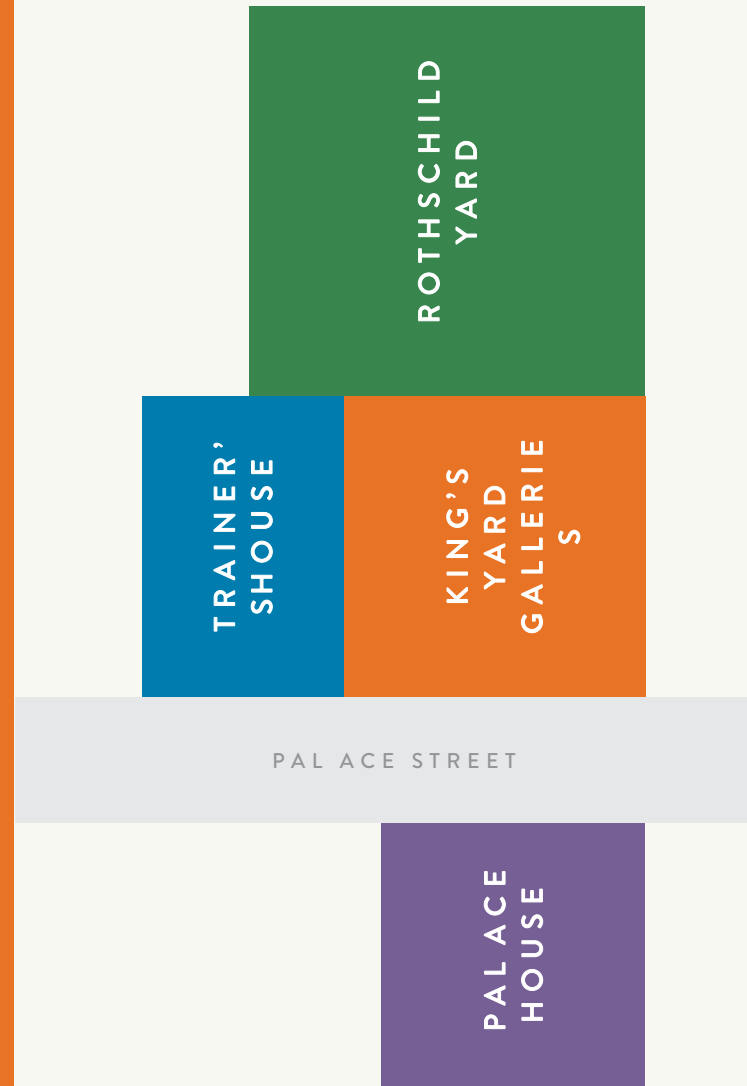 ROTHSCHILD
YARD
TRAINER’
SHOUSE
KING’S
YARD
GALLERIE
S
PAL ACE STREET
PAL ACE
HOUSE